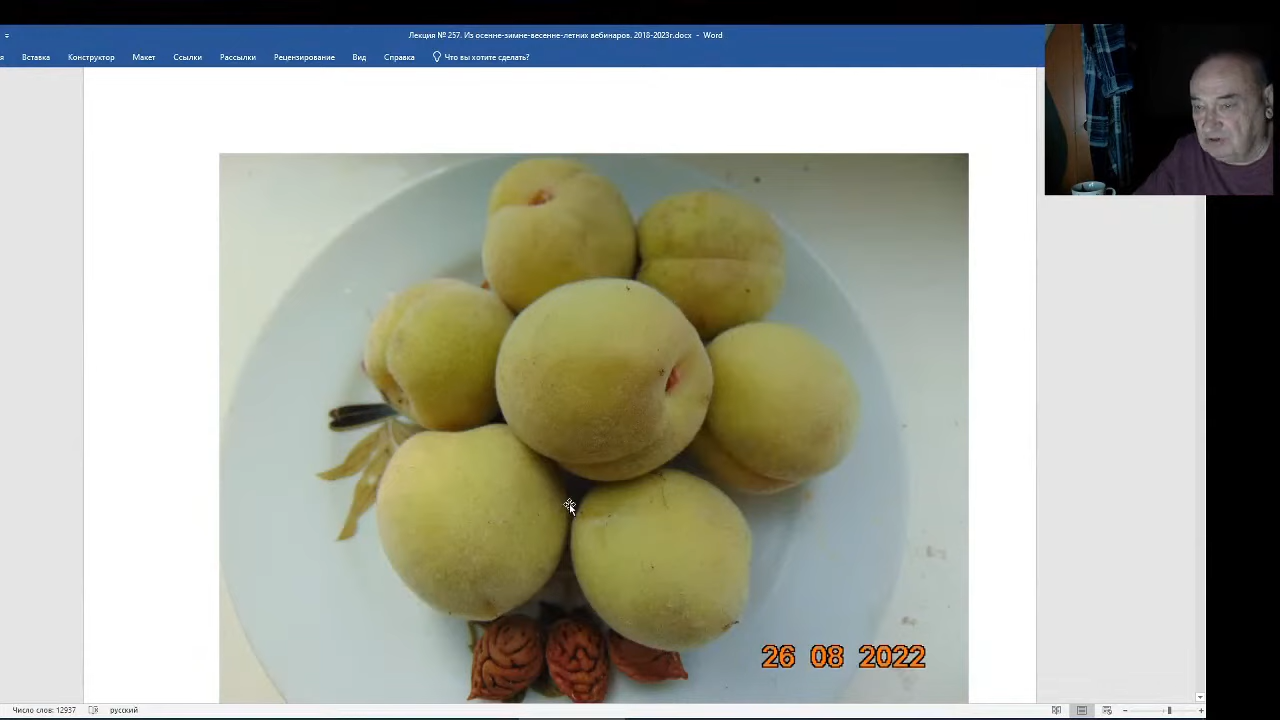 Лекция № 257. Из осенне-зимне-весенне-летних вебинаров. 2018-2023г.docx - Word
я Вставка Конструктор Макет Ссылки Рассылки Рецензирование Вид Справка Что вы хотите сделать?
26 08 2022
Число слов: 12937 русский